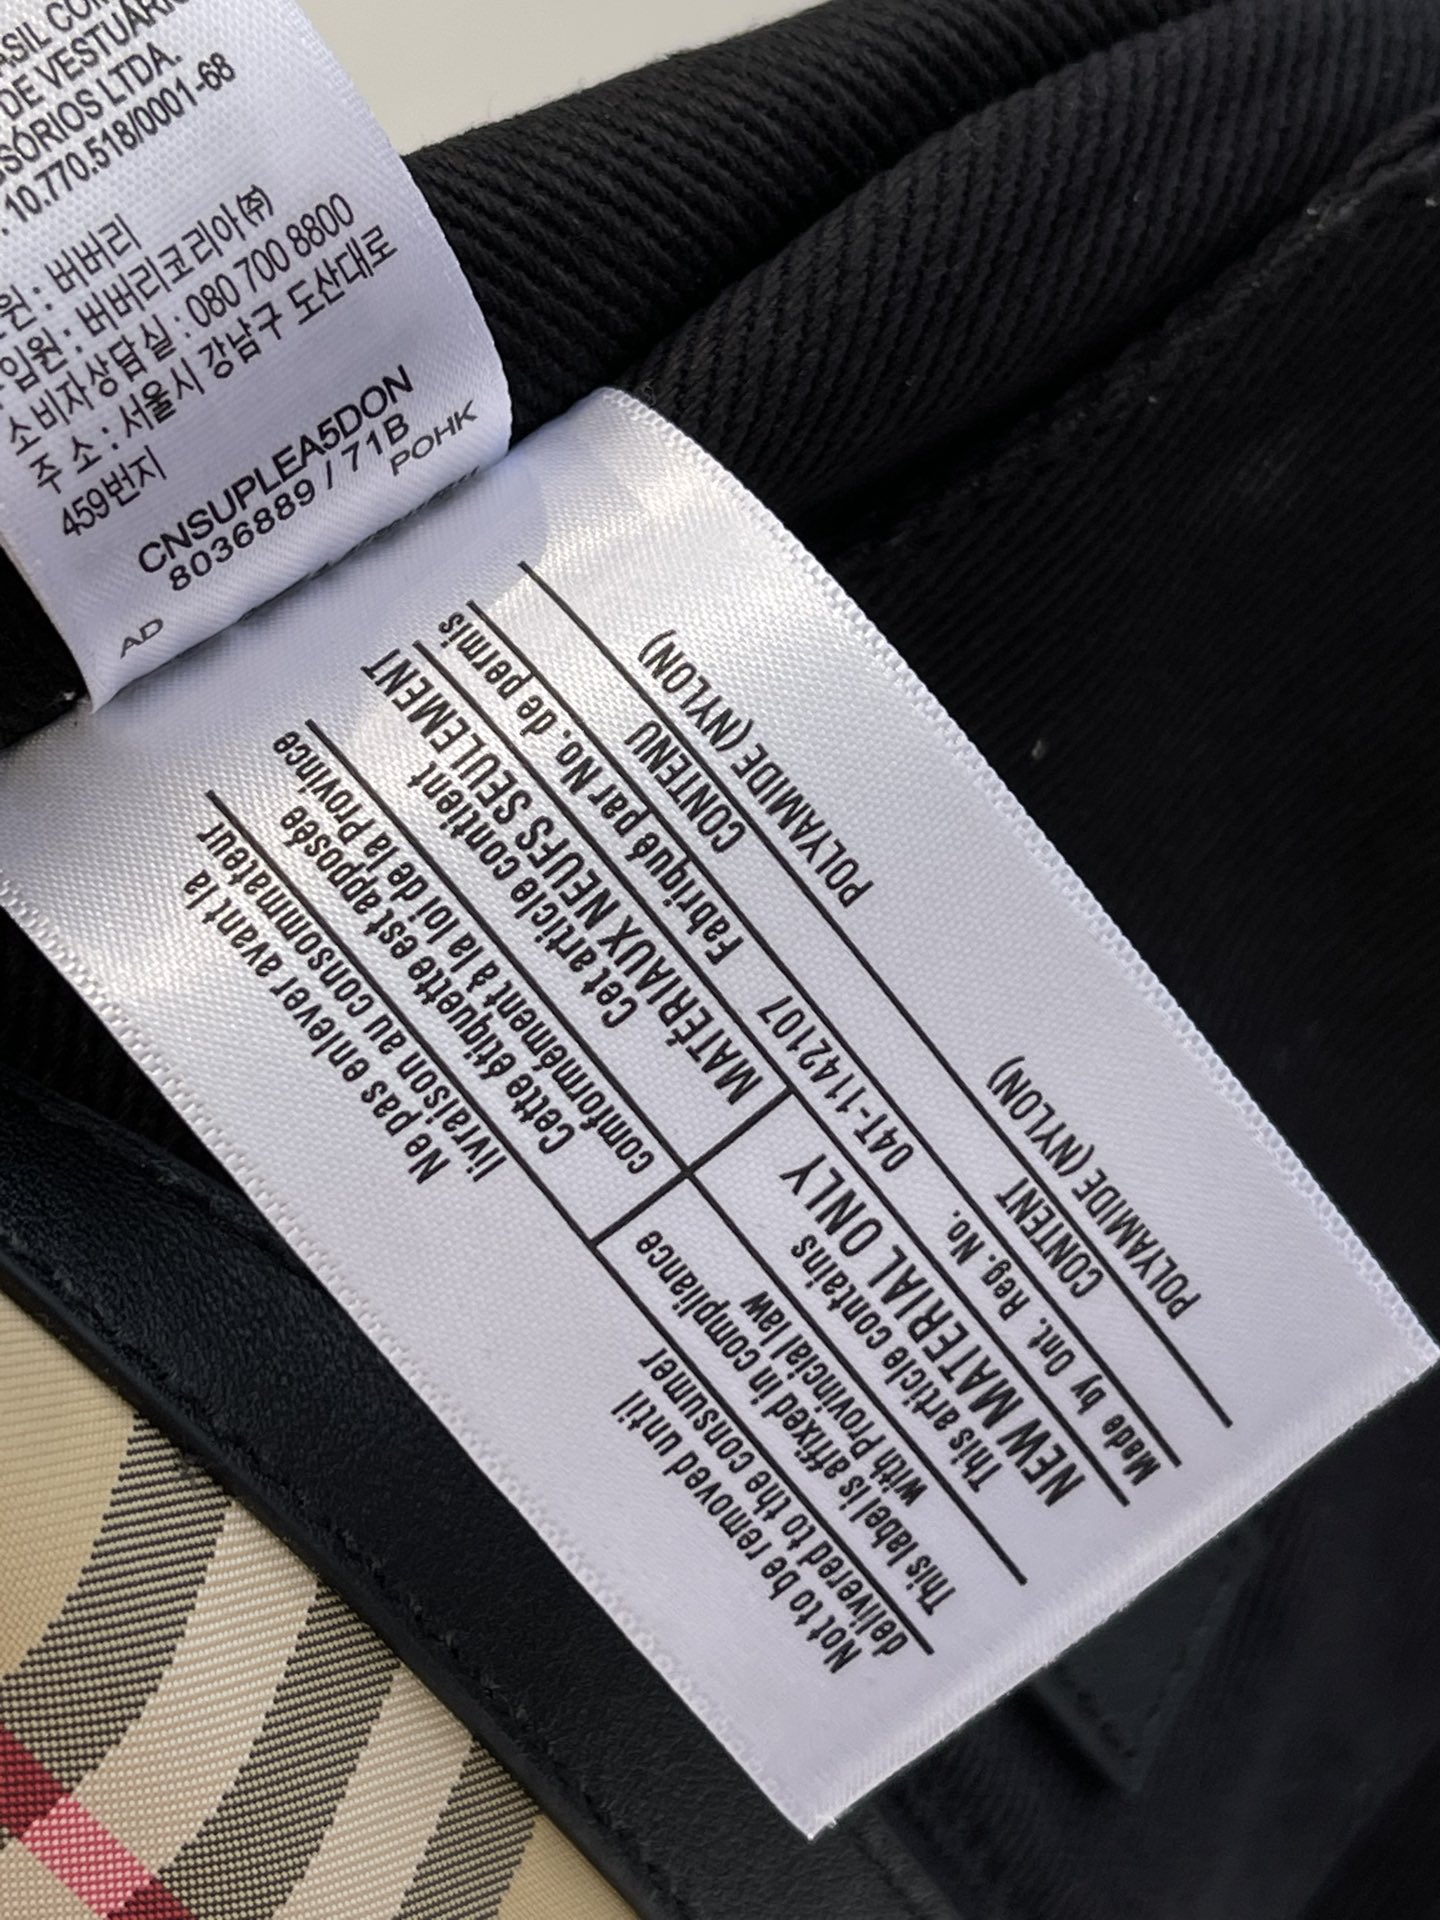 ASIL COM
DE VESTUÁRIO
SSÓRIOS LTDA.
10.770.518/0001-68
원 : 버버리
입원 : 버버리코리아㈜
소비자상담실 : 080 700 8800
주 소 : 서울시 강남구 도산대로
459번지
CNSUPLEA5DON
8036889 / 71B
AD POHK
Not to be removed until
delivered to the consumer
This label is affixed in compliance
with Provincial law
This article contains
NEW MATERIAL ONLY
Made by Ont. Reg. No. 04T-1142107 Fabriqué par No. de permis
CONTENT
POLYAMIDE (NYLON)
Ne pas enlever avant la
livraison au consommateur
Cette étiquette est apposée
comformément à la loi de la Province
Cet article contient
MATÉRIAUX NEUFS SEULEMENT
CONTENU
POLYAMIDE (NYLON)